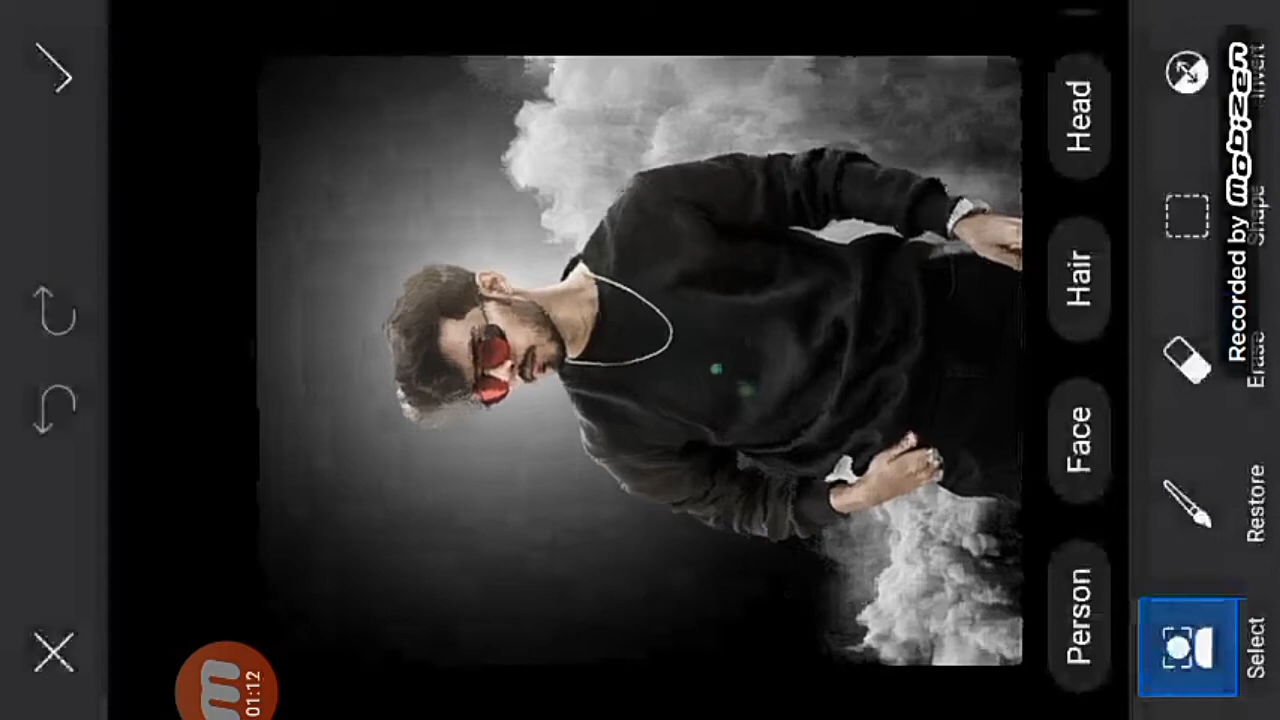 Person
Face
Hair
Head
Select
Restore
Erase
Shape
Invert
Recorded by mobizen
m
01:12